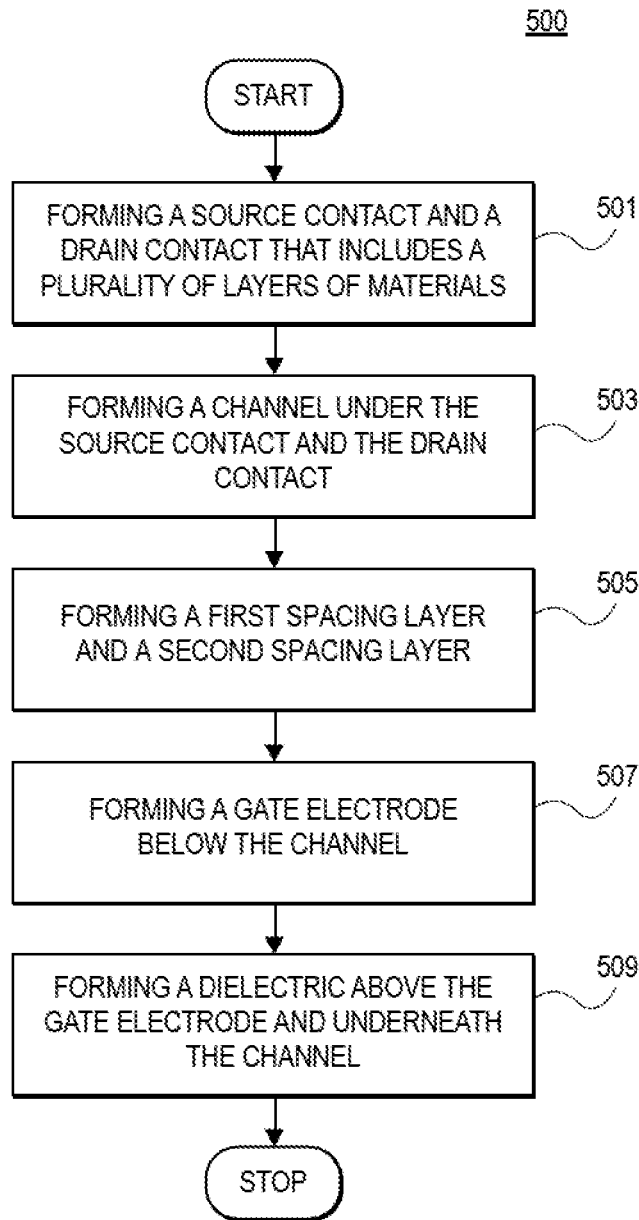 500
START
FORMING A SOURCE CONTACT AND A
DRAIN CONTACT THAT INCLUDES A
PLURALITY OF LAYERS OF MATERIALS
501
FORMING A CHANNEL UNDER THE
SOURCE CONTACT AND THE DRAIN
CONTACT
503
FORMING A FIRST SPACING LAYER
AND A SECOND SPACING LAYER
505
FORMING A GATE ELECTRODE
BELOW THE CHANNEL
507
FORMING A DIELECTRIC ABOVE THE
GATE ELECTRODE AND UNDERNEATH
THE CHANNEL
509
STOP